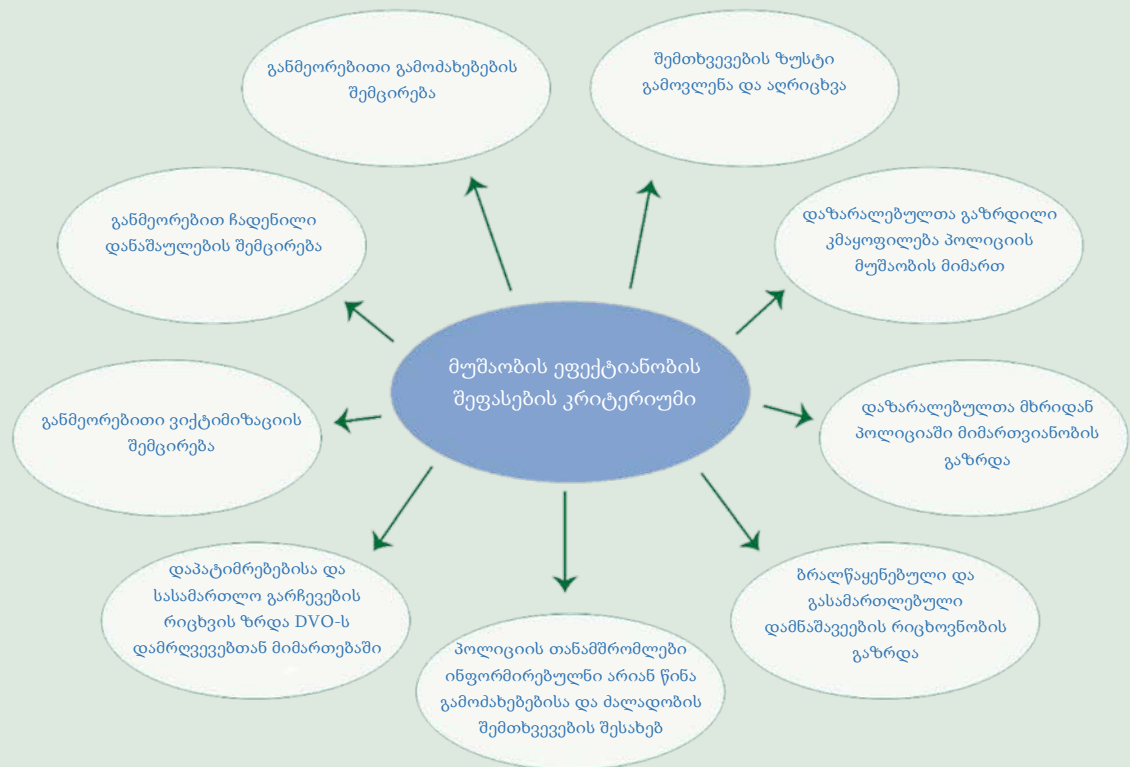 განმეორებითი გამოძახებების
შემცირება
შემთხვევების ზუსტი
გამოვლენა და აღრიცხვა
განმეორებით ჩადენილი
დანაშაულების შემცირება
დაზარალებულთა გაზრდილი
კმაყოფილება პოლიციის
მუშაობის მიმართ
მუშაობის ეფექტიანობის
შეფასების კრიტერიუმი
განმეორებითი ვიქტიმიზაციის
შემცირება
დაზარალებულთა მხრიდან
პოლიციაში მიმართვიანობის
გაზრდა
დაპატიმრებებისა და
სასამართლო გარჩევების
რიცხვის ზრდა DVO-ს
დამრღვევებთან მიმართებაში
პოლიციის თანამშრომლები
ინფორმირებულნი არიან წინა
გამოძახებებისა და ძალადობის
შემთხვევების შესახებ
ბრალწაყენებული და
გასამართლებული
დამნაშავეების რიცხოვნობის
გაზრდა